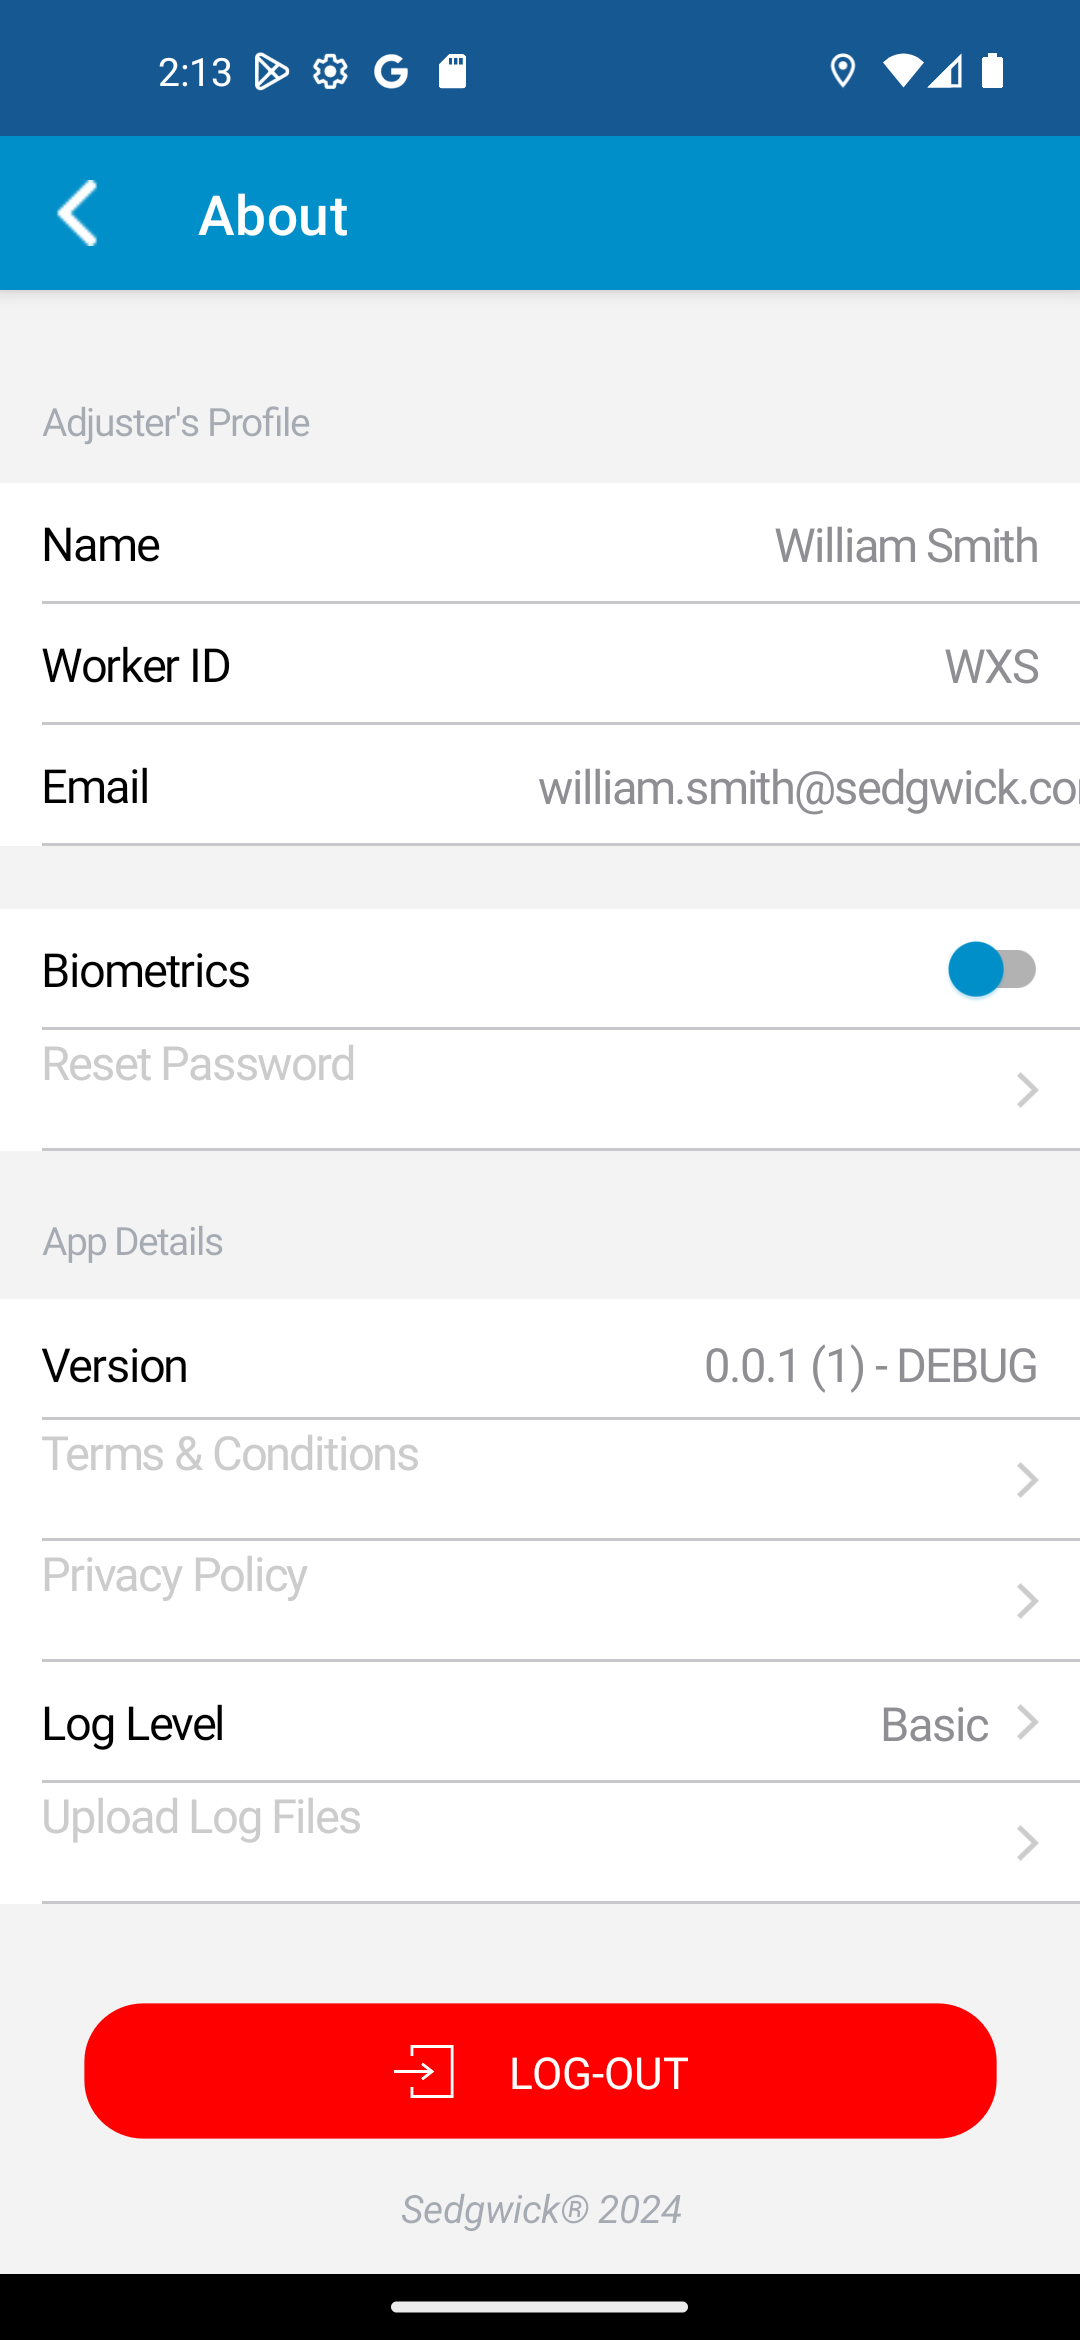 2:13
About
Adjuster's Profile
Name William Smith
Worker ID WXS
Email william.smith@sedgwick.co
Biometrics
Reset Password
App Details
Version 0.0.1 (1) - DEBUG
Terms & Conditions
Privacy Policy
Log Level Basic
Upload Log Files
LOG-OUT
Sedgwick® 2024